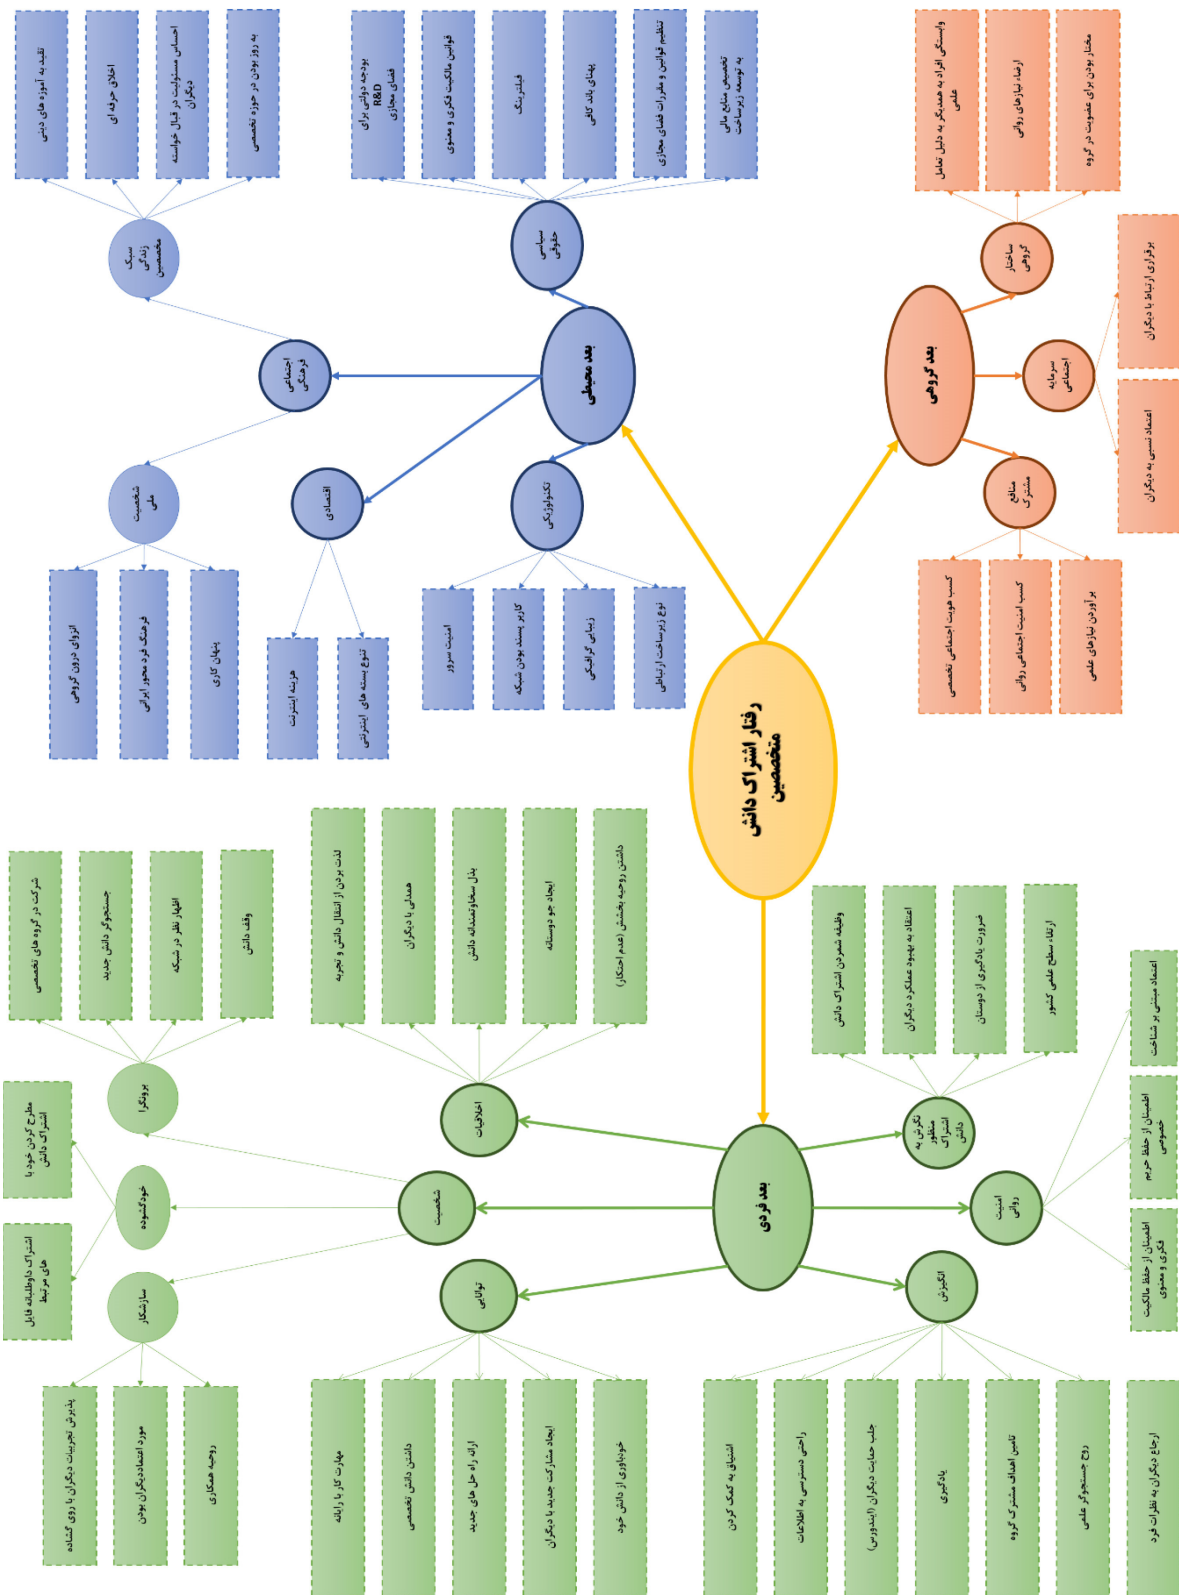 رفتار اشتراک دانش
متخصصین
بعد محیطی
سیاسی
حقوقی
بودجه دولتی برای
R&D
فضای مجازی
قوانین مالکیت فکری و معنوی
فیلترینگ
پهنای باند کافی
تنظیم قوانین و مقررات فضای مجازی
تخصیص منابع مالی
به توسعه زیرساخت
اجتماعی
فرهنگی
سبک
زندگی
مخصصین
تقید به آموزه های دینی
اخلاق حرفه ای
احساس مسئولیت در قبال خواسته
دیگران
به روز بودن در حوزه تخصصی
شخصیت
ملی
انزوای درون گروهی
فرهنگ فرد محور ایرانی
پنهان کاری
اقتصادی
هزینه اینترنت
تنوع بسته های اینترنتی
تکنولوژیکی
امنیت سرور
کاربر پسند بودن شبکه
زیبایی گرافیکی
نوع زیرساخت ارتباطی
بعد گروهی
ساختار
گروهی
وابستگی افراد به همدیگر به دلیل تعامل
علمی
ارضاء نیازهای روانی
مختار بودن برای عضویت در گروه
سرمایه
اجتماعی
برقراری ارتباط با دیگران
اعتماد نسبی به دیگران
منافع
مشترک
کسب هویت اجتماعی تخصصی
کسب امنیت اجتماعی روانی
بر آوردن نیازهای علمی
بعد فردی
اخلاقیات
لذت بردن از انتقال دانش و تجربه
همدلی با دیگران
بذل سخاوتمندانه دانش
ایجاد جو دوستانه
داشتن روحیه بخشش (عدم احتکار)
شخصیت
برونگرا
شرکت در گروه های تخصصی
جستجوگر دانش جدید
اظهار نظر در شبکه
وقف دانش
خودگشوده
مطرح کردن خود با
اشتراک دانش
اشتراک داوطلبانه فایل
های مرتبط
سازشکار
پذیرش تجربیات دیگران با روی گشاده
مورد اعتماددیگران بودن
روحیه همکاری
توانایی
مهارت کار با رایانه
داشتن دانش تخصصی
ارائه راه حل های جدید
ایجاد مشارکت جدید با دیگران
خودباوری از دانش خود
نگرش به
منظور
اشتراک
دانش
وظیفه شمردن اشتراک دانش
اعتقاد به بهبود عملکرد دیگران
ضرورت یادگیری از دوستان
ارتقاء سطح علمی کشور
امنیت
روانی
اعتماد مبتنی بر شناخت
اطمینان از حفظ حریم
خصوصی
اطمینان از حفظ مالکیت
فکری و معنوی
انگیزش
اشتیاق به کمک کردن
راحتی دسترسی به اطلاعات
جلب حمایت دیگران (ایندورس)
یادگیری
تامین اهداف مشترک گروه
روح جستجوگر علمی
ارجاع دیگران به نظرات فرد